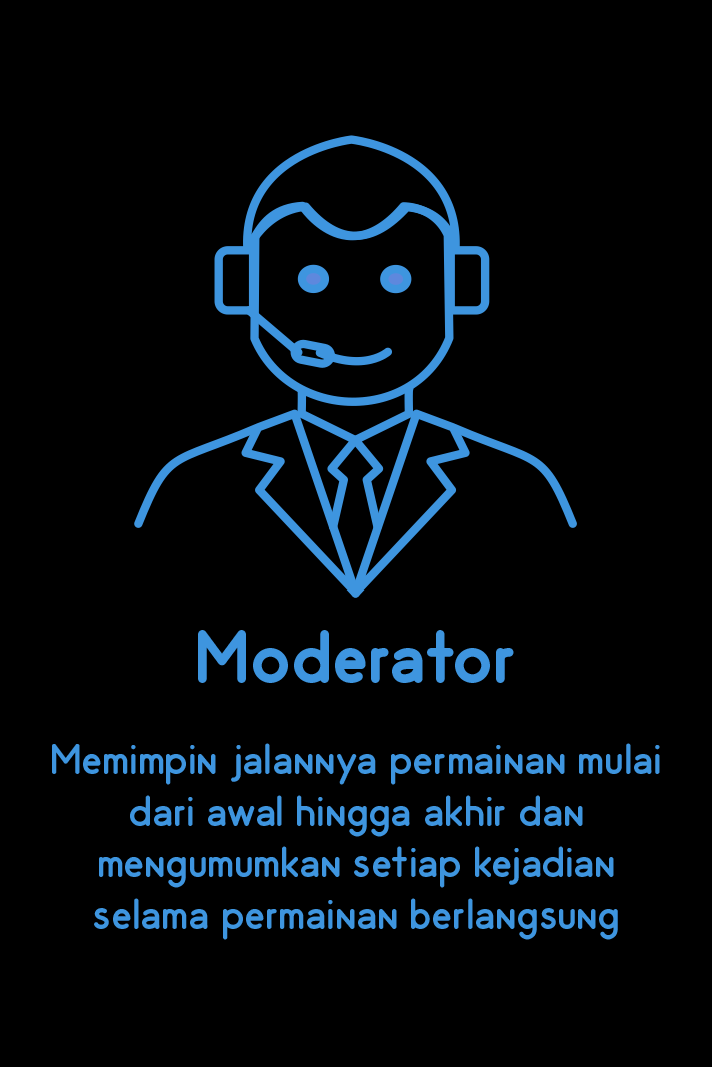 Moderator
Memimpin jalannya permainan mulai
dari awal hingga akhir dan
mengumumkan setiap kejadian
selama permainan berlangsung